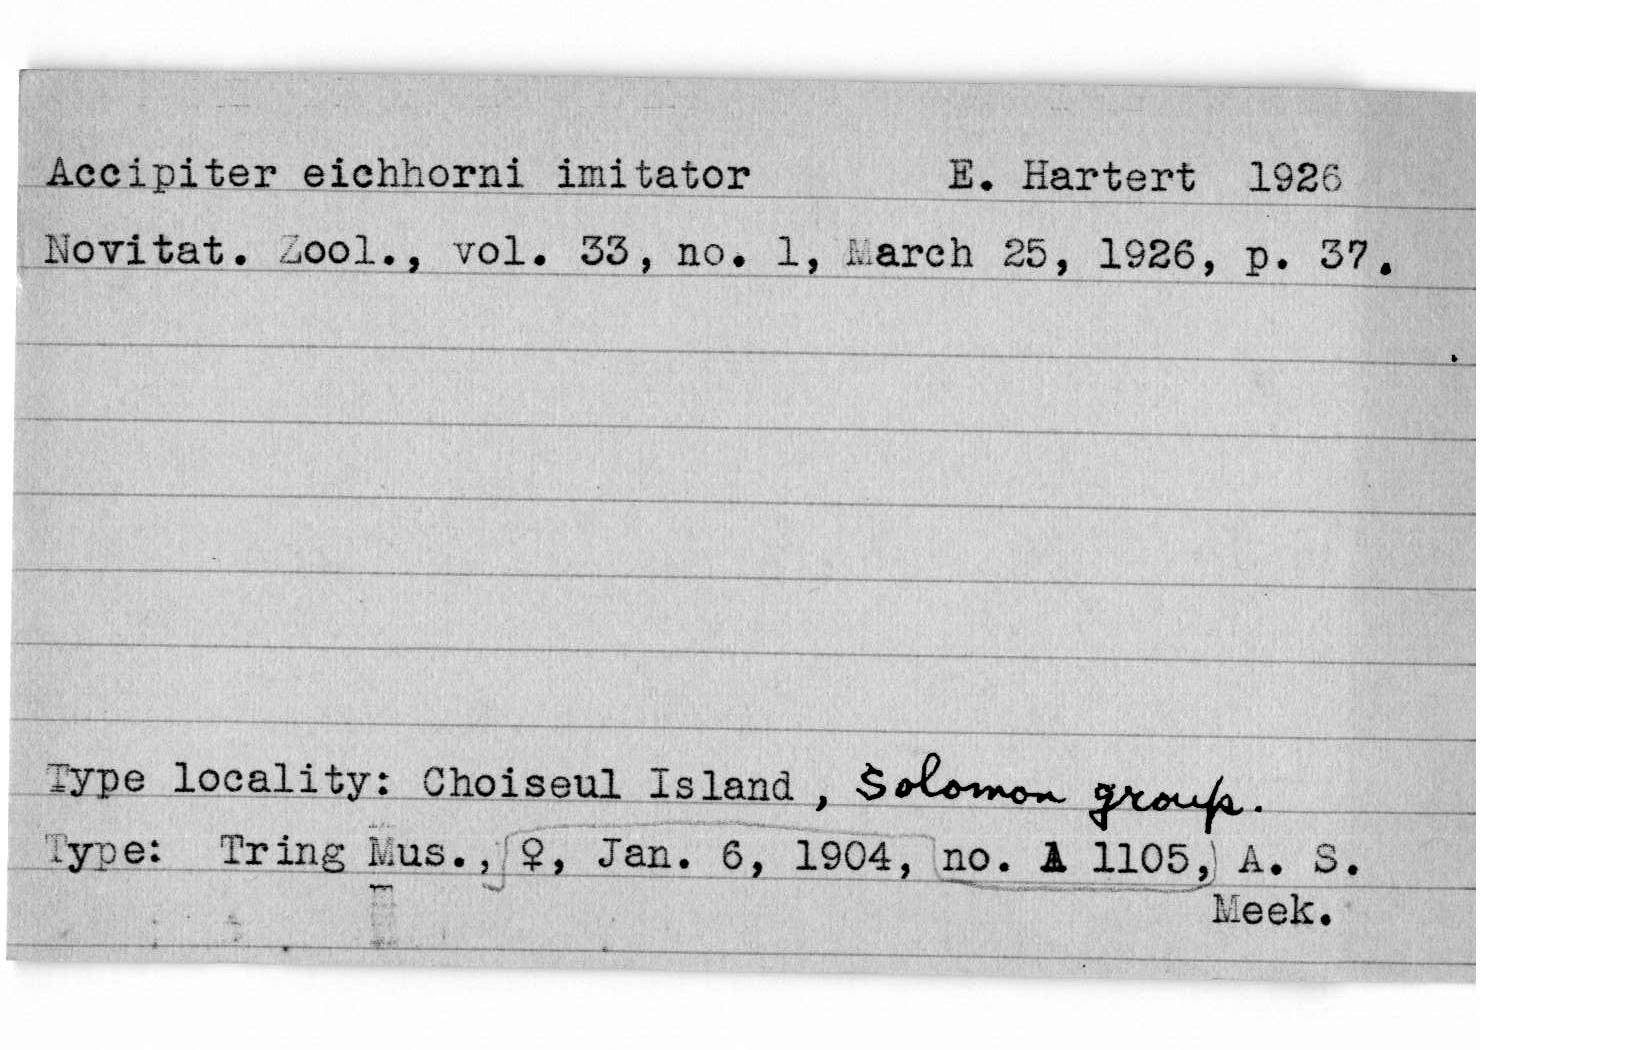 Accipiter eichhorni imitator E. Hartert 1926
Novitat. Zool., vol. 33, no. 1, March 25, 1926, p. 37.
Type locality: Choiseul Island, Solomon group.
Type: Tring Mus., ♀, Jan. 6, 1904, no. A 1105, A. S.
Meek.